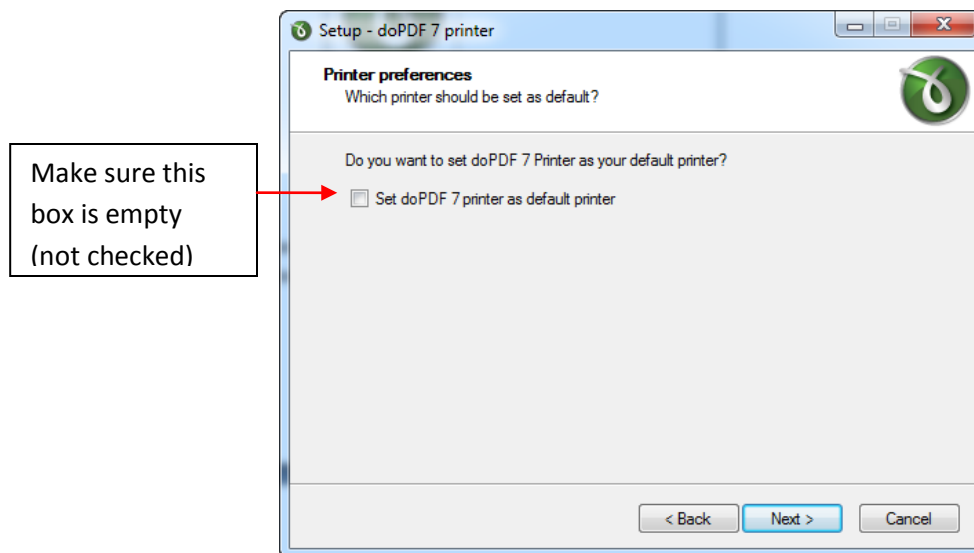 Setup - doPDF 7 printer
Printer preferences
Which printer should be set as default?
Make sure this
box is empty
(not checked)
Do you want to set doPDF 7 Printer as your default printer?
Set doPDF 7 printer as default printer
< Back Next > Cancel